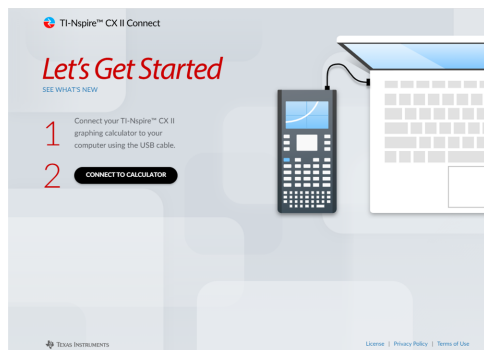 TI-Nspire™ CX II Connect
Let's Get Started
SEE WHAT'S NEW
1
Connect your TI-Nspire™ CX II
graphing calculator to your
computer using the USB cable.
2
CONNECT TO CALCULATOR
TEXAS INSTRUMENTS
License | Privacy Policy | Terms of Use